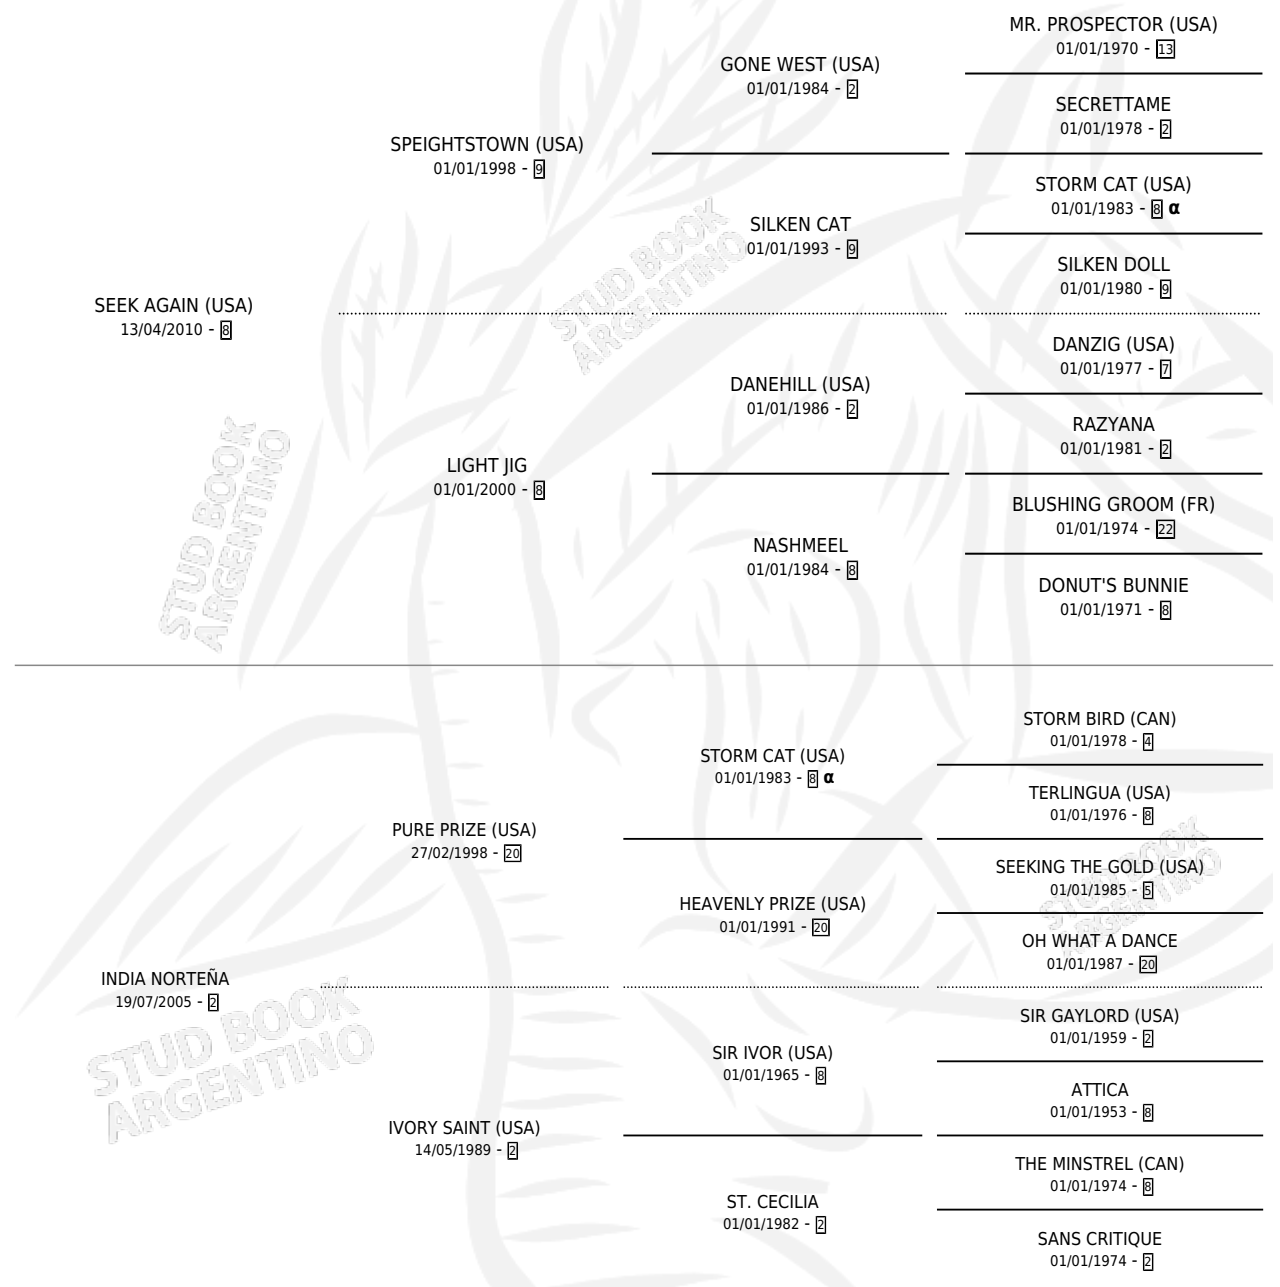 MR. PROSPECTOR (USA)
01/01/1970 - 13
GONE WEST (USA)
01/01/1984 - 2
SECRETTAME
01/01/1978 - 2
SPEIGHTSTOWN (USA)
01/01/1998 - 9
STORM CAT (USA)
01/01/1983 - 8 α
SILKEN CAT
01/01/1993 - 9
SILKEN DOLL
01/01/1980 - 9
SEEK AGAIN (USA)
13/04/2010 - 8
DANZIG (USA)
01/01/1977 - 7
DANEHILL (USA)
01/01/1986 - 2
RAZYANA
01/01/1981 - 2
LIGHT JIG
01/01/2000 - 8
BLUSHING GROOM (FR)
01/01/1974 - 22
NASHMEEL
01/01/1984 - 8
DONUT'S BUNNIE
01/01/1971 - 8
STORM BIRD (CAN)
01/01/1978 - 4
STORM CAT (USA)
01/01/1983 - 8 α
TERLINGUA (USA)
01/01/1976 - 8
PURE PRIZE (USA)
27/02/1998 - 20
SEEKING THE GOLD (USA)
01/01/1985 - 5
HEAVENLY PRIZE (USA)
01/01/1991 - 20
OH WHAT A DANCE
01/01/1987 - 20
INDIA NORTEÑA
19/07/2005 - 2
SIR GAYLORD (USA)
01/01/1959 - 2
SIR IVOR (USA)
01/01/1965 - 8
ATTICA
01/01/1953 - 8
IVORY SAINT (USA)
14/05/1989 - 2
THE MINSTREL (CAN)
01/01/1974 - 8
ST. CECILIA
01/01/1982 - 2
SANS CRITIQUE
01/01/1974 - 2
STUD BOOK
ARGENTINO
STUD BOOK
ARGENTINO
STUD BOOK
ARGENTINO
STUD BOOK
ARGENTINO